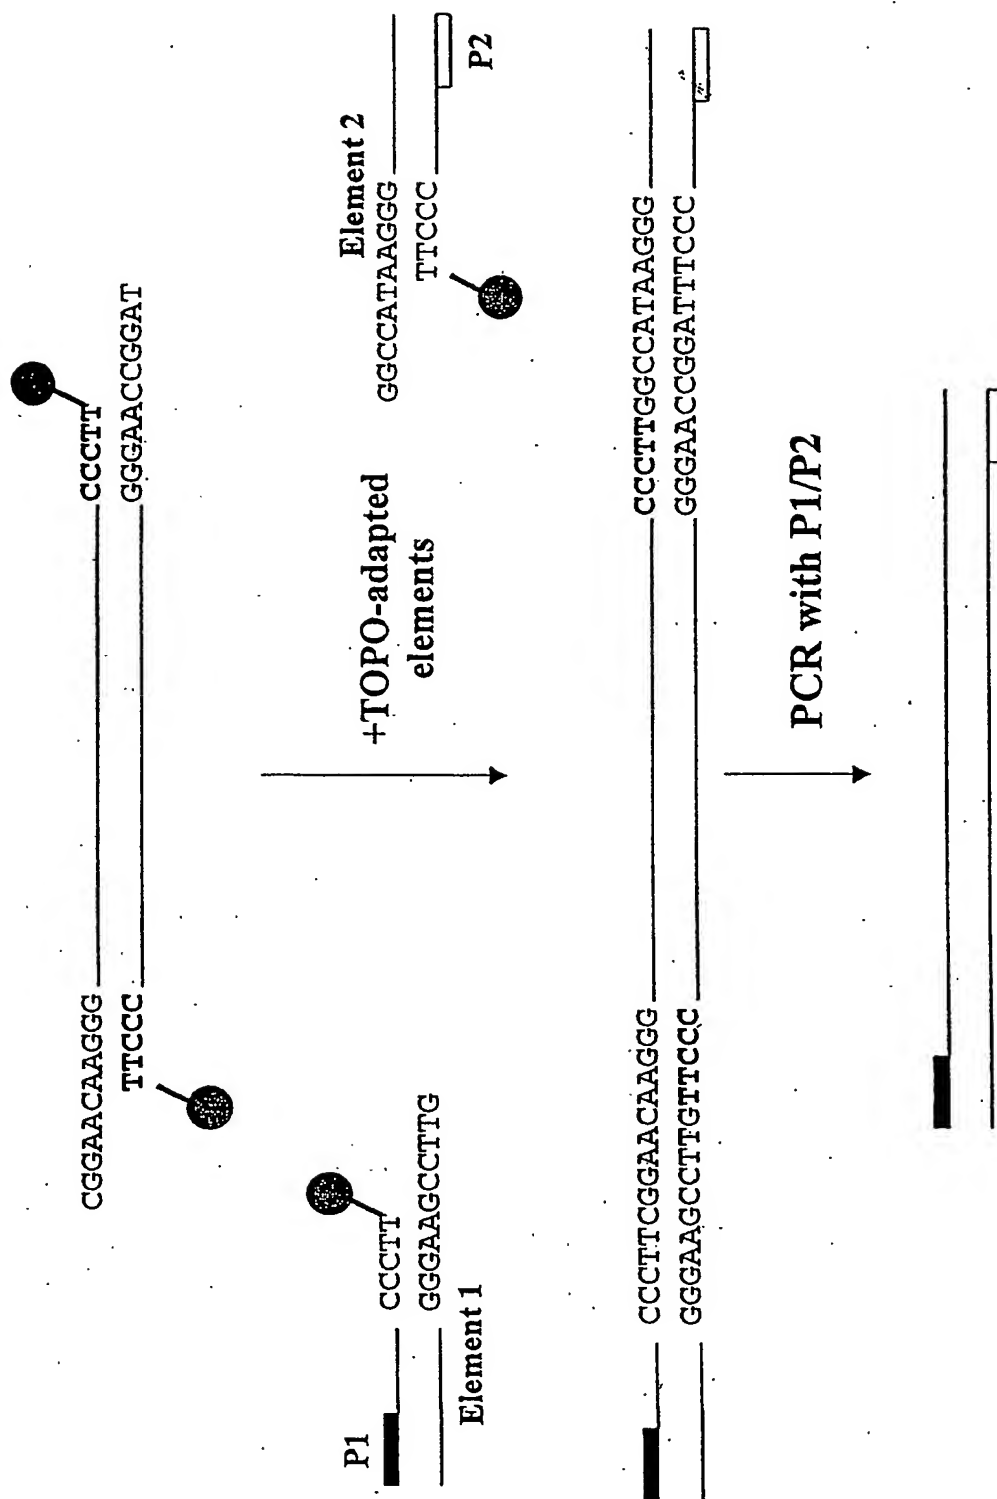 CCCTT
GGGAACCGGAT
CGGAACAAGGG
TTCCC
+TOPO-adapted
elements
Element 2
GGCCATAAGGG
TTCCC
P2
P1
CCCTT
GGGAAGCCTTG
Element 1
CCCTTCGGAACAAGGG
GGGAAGCCTTGTTCCC
CCCTTGGCCATAAGGG
GGGAACCGGATTTCCC
PCR with P1/P2